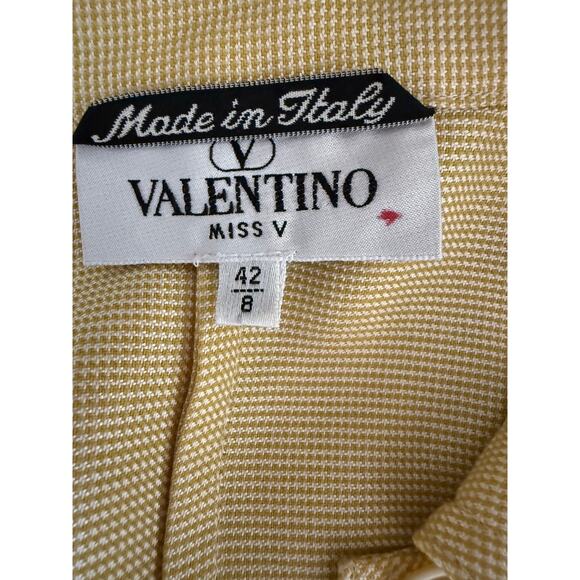 Made in Italy
V
VALENTINO
MISS V
42
8